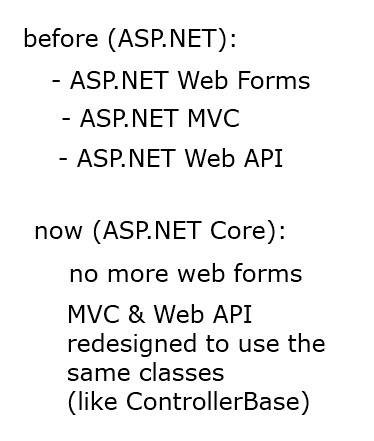 before (ASP.NET):
- ASP.NET Web Forms
- ASP.NET MVC
- ASP.NET Web API
now (ASP.NET Core):
no more web forms
MVC & Web API
redesigned to use the
same classes
(like ControllerBase)